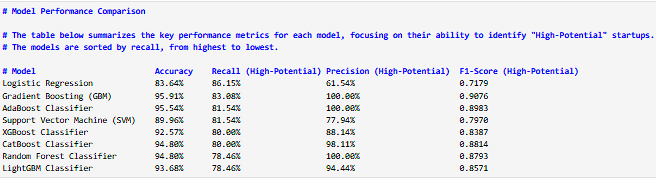 # Model Performance Comparison
# The table below summarizes the key performance metrics for each model, focusing on their ability to identify "High-Potential" startups.
# The models are sorted by recall, from highest to lowest.
# Model Accuracy Recall (High-Potential) Precision (High-Potential) F1-Score (High-Potential)
Logistic Regression 83.64% 86.15% 61.54% 0.7179
Gradient Boosting (GBM) 95.91% 83.08% 100.00% 0.9076
AdaBoost Classifier 95.54% 81.54% 100.00% 0.8983
Support Vector Machine (SVM) 89.96% 81.54% 77.94% 0.7970
XGBoost Classifier 92.57% 80.00% 88.14% 0.8387
CatBoost Classifier 94.80% 80.00% 98.11% 0.8814
Random Forest Classifier 94.80% 78.46% 100.00% 0.8793
LightGBM Classifier 93.68% 78.46% 94.44% 0.8571